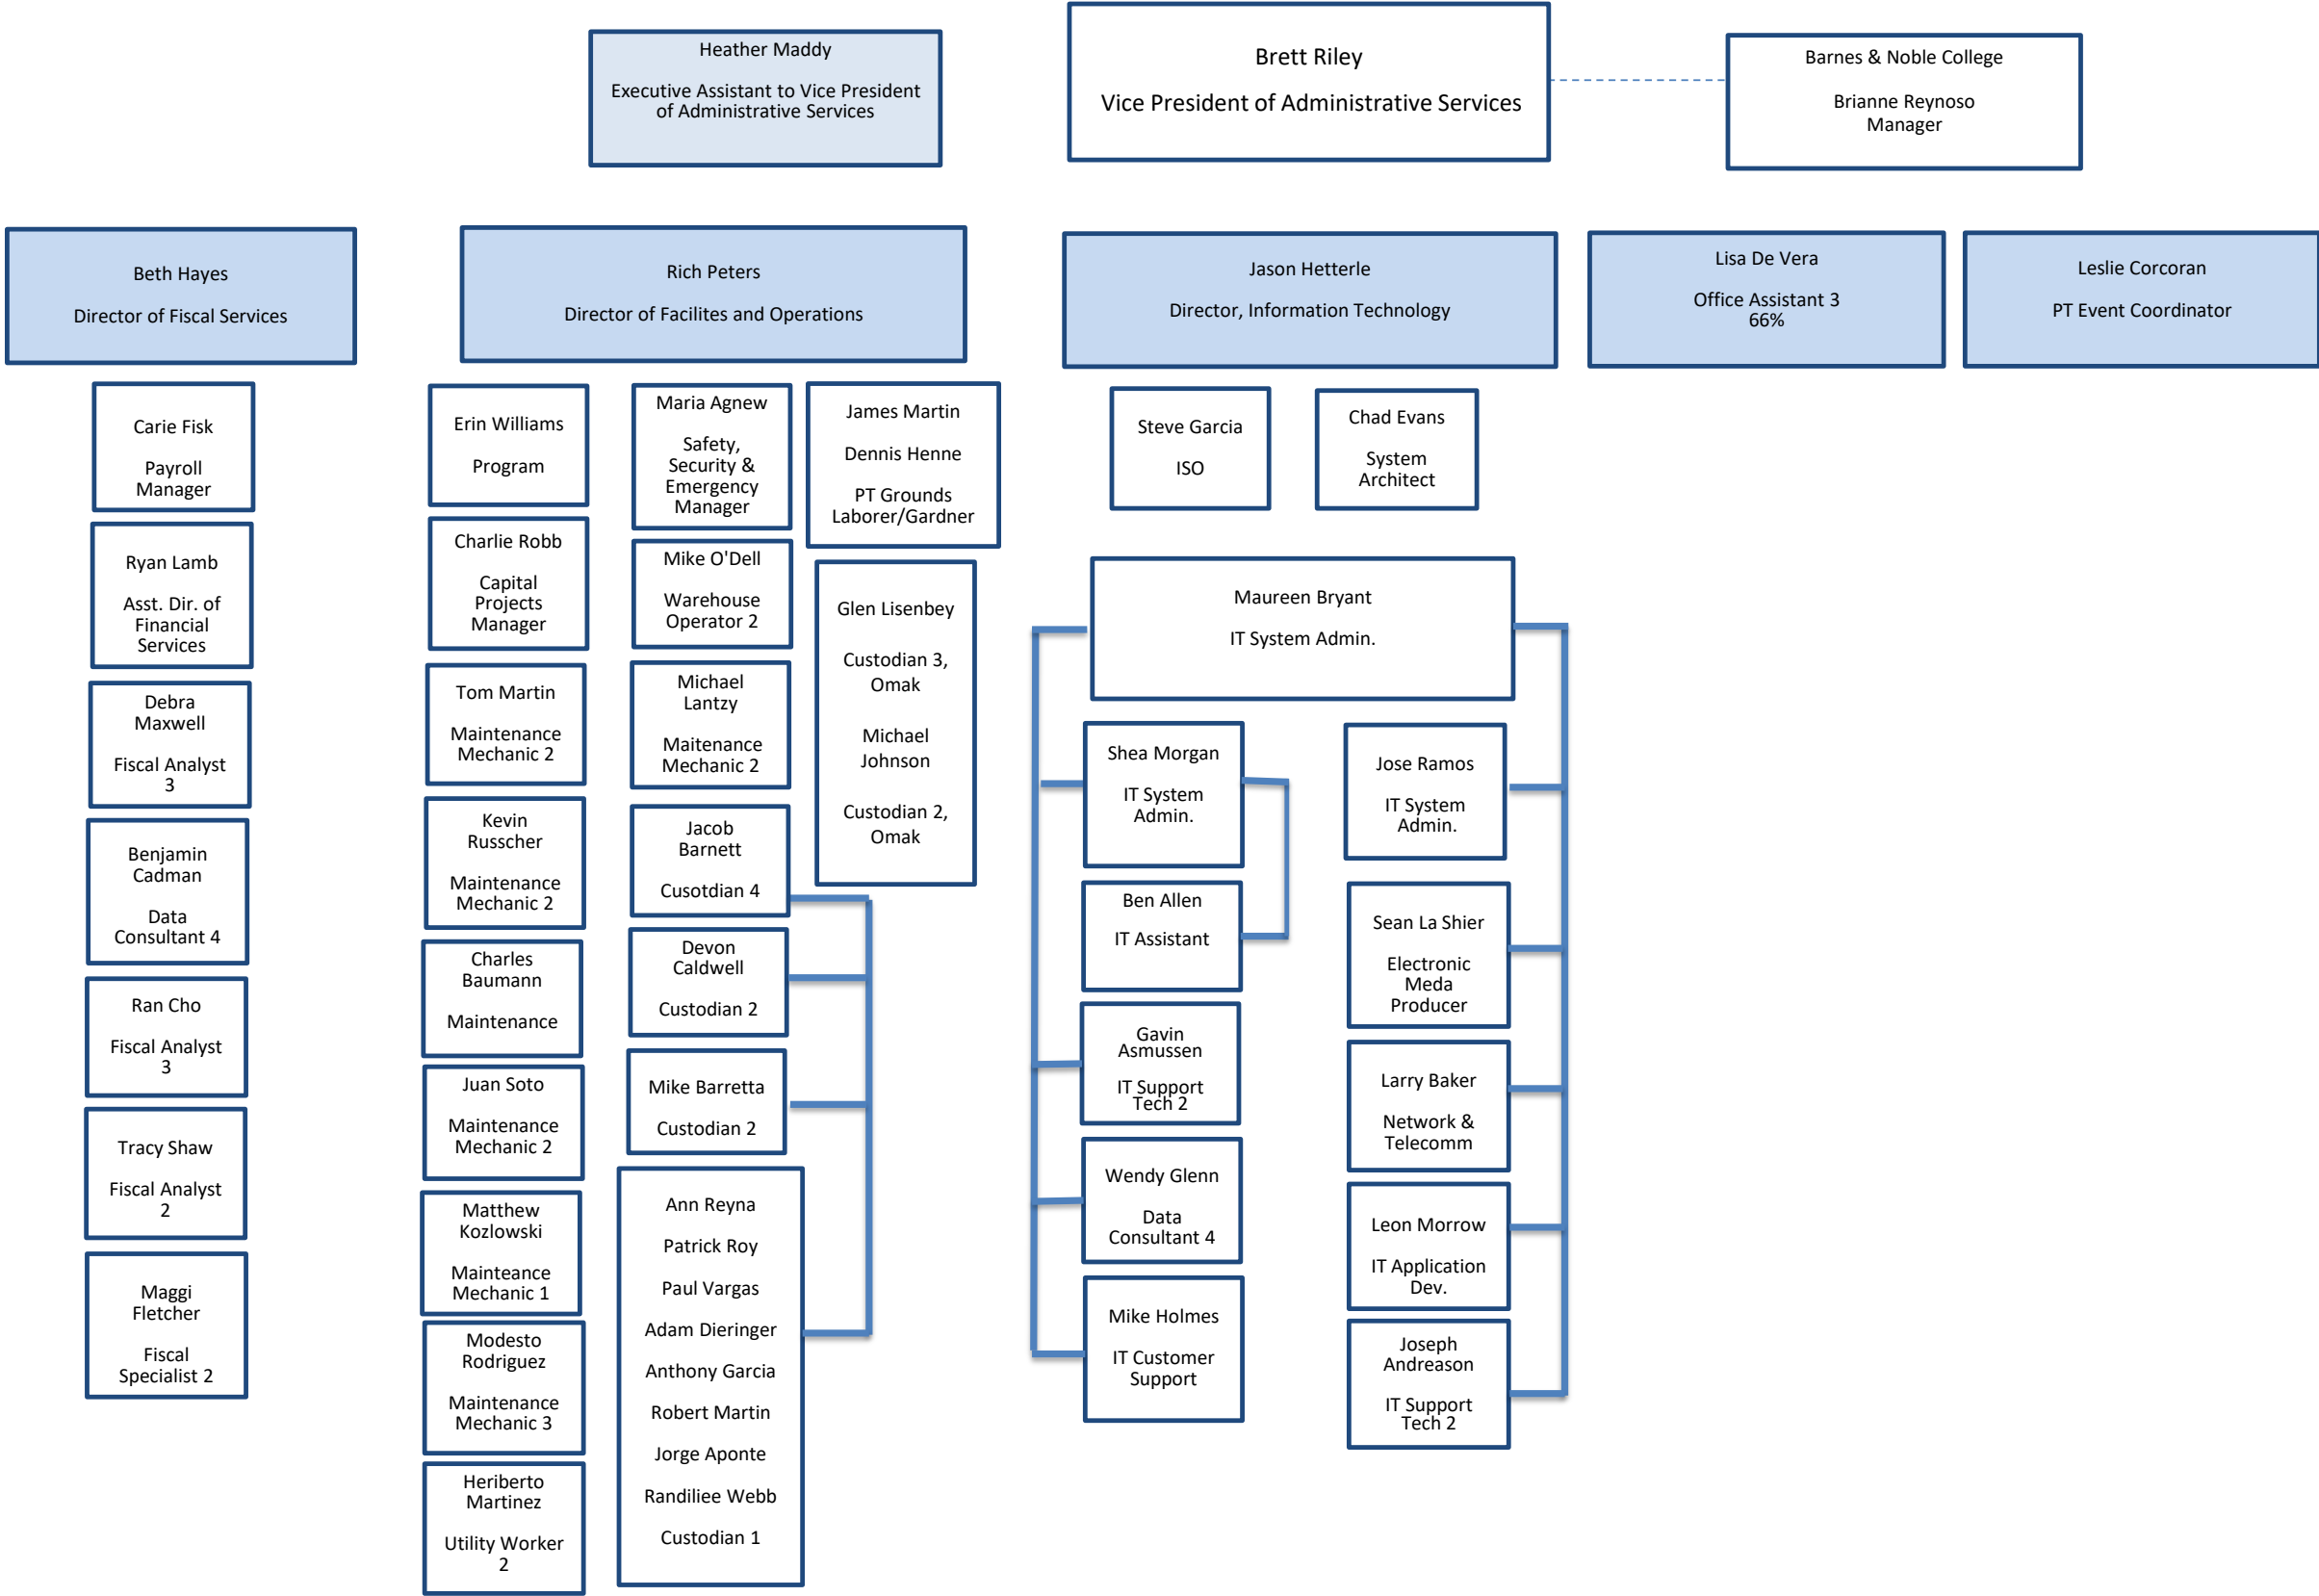 Heather Maddy
Executive Assistant to Vice President
of Administrative Services
Brett Riley
Vice President of Administrative Services
Barnes & Noble College
Brianne Reynoso
Manager
Beth Hayes
Director of Fiscal Services
Rich Peters
Director of Facilites and Operations
Jason Hetterle
Director, Information Technology
Lisa De Vera
Office Assistant 3
66%
Leslie Corcoran
PT Event Coordinator
Carie Fisk
Payroll
Manager
Ryan Lamb
Asst. Dir. of
Financial
Services
Debra
Maxwell
Fiscal Analyst
3
Benjamin
Cadman
Data
Consultant 4
Ran Cho
Fiscal Analyst
3
Tracy Shaw
Fiscal Analyst
2
Maggi
Fletcher
Fiscal
Specialist 2
Erin Williams
Program
Charlie Robb
Capital
Projects
Manager
Tom Martin
Maintenance
Mechanic 2
Kevin
Russcher
Maintenance
Mechanic 2
Charles
Baumann
Maintenance
Juan Soto
Maintenance
Mechanic 2
Matthew
Kozlowski
Mainteance
Mechanic 1
Modesto
Rodriguez
Maintenance
Mechanic 3
Heriberto
Martinez
Utility Worker
2
Maria Agnew
Safety,
Security &
Emergency
Manager
Mike O'Dell
Warehouse
Operator 2
Michael
Lantzy
Maitenance
Mechanic 2
Jacob
Barnett
Cusotdian 4
Devon
Caldwell
Custodian 2
Mike Barretta
Custodian 2
Ann Reyna
Patrick Roy
Paul Vargas
Adam Dieringer
Anthony Garcia
Robert Martin
Jorge Aponte
Randiliee Webb
Custodian 1
James Martin
Dennis Henne
PT Grounds
Laborer/Gardner
Glen Lisenbey
Custodian 3,
Omak
Michael
Johnson
Custodian 2,
Omak
Steve Garcia
ISO
Chad Evans
System
Architect
Maureen Bryant
IT System Admin.
Shea Morgan
IT System
Admin.
Ben Allen
IT Assistant
Gavin
Asmussen
IT Support
Tech 2
Wendy Glenn
Data
Consultant 4
Mike Holmes
IT Customer
Support
Jose Ramos
IT System
Admin.
Sean La Shier
Electronic
Meda
Producer
Larry Baker
Network &
Telecomm
Leon Morrow
IT Application
Dev.
Joseph
Andreason
IT Support
Tech 2